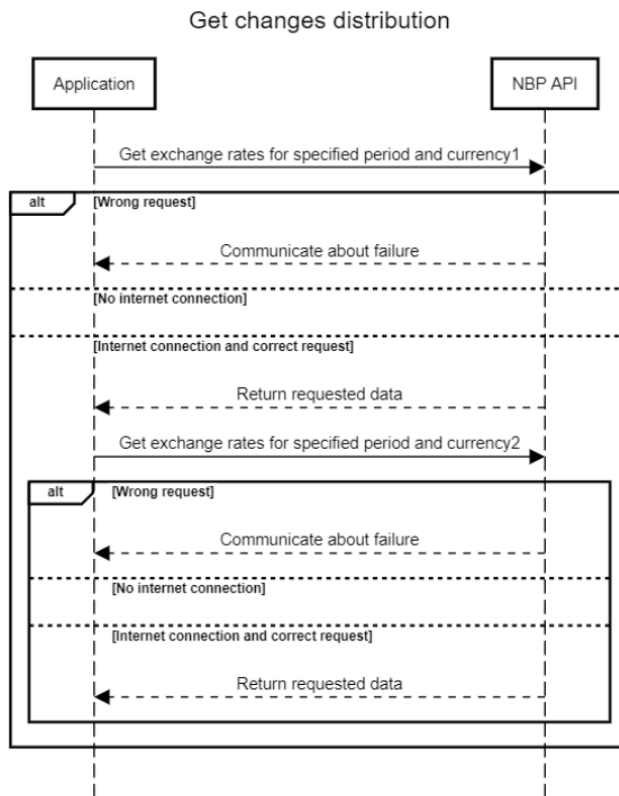 Get changes distribution
Application
NBP API
Get exchange rates for specified period and currency1
alt
[Wrong request]
Communicate about failure
[No internet connection]
[Internet connection and correct request]
Return requested data
Get exchange rates for specified period and currency2
alt
[Wrong request]
Communicate about failure
[No internet connection]
[Internet connection and correct request]
Return requested data